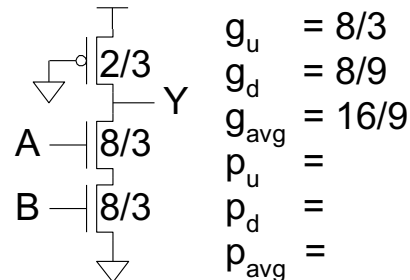 2/3
Y
A
8/3
B
8/3
g_u = 8/3
g_d = 8/9
g_avg = 16/9
p_u =
p_d =
p_avg =